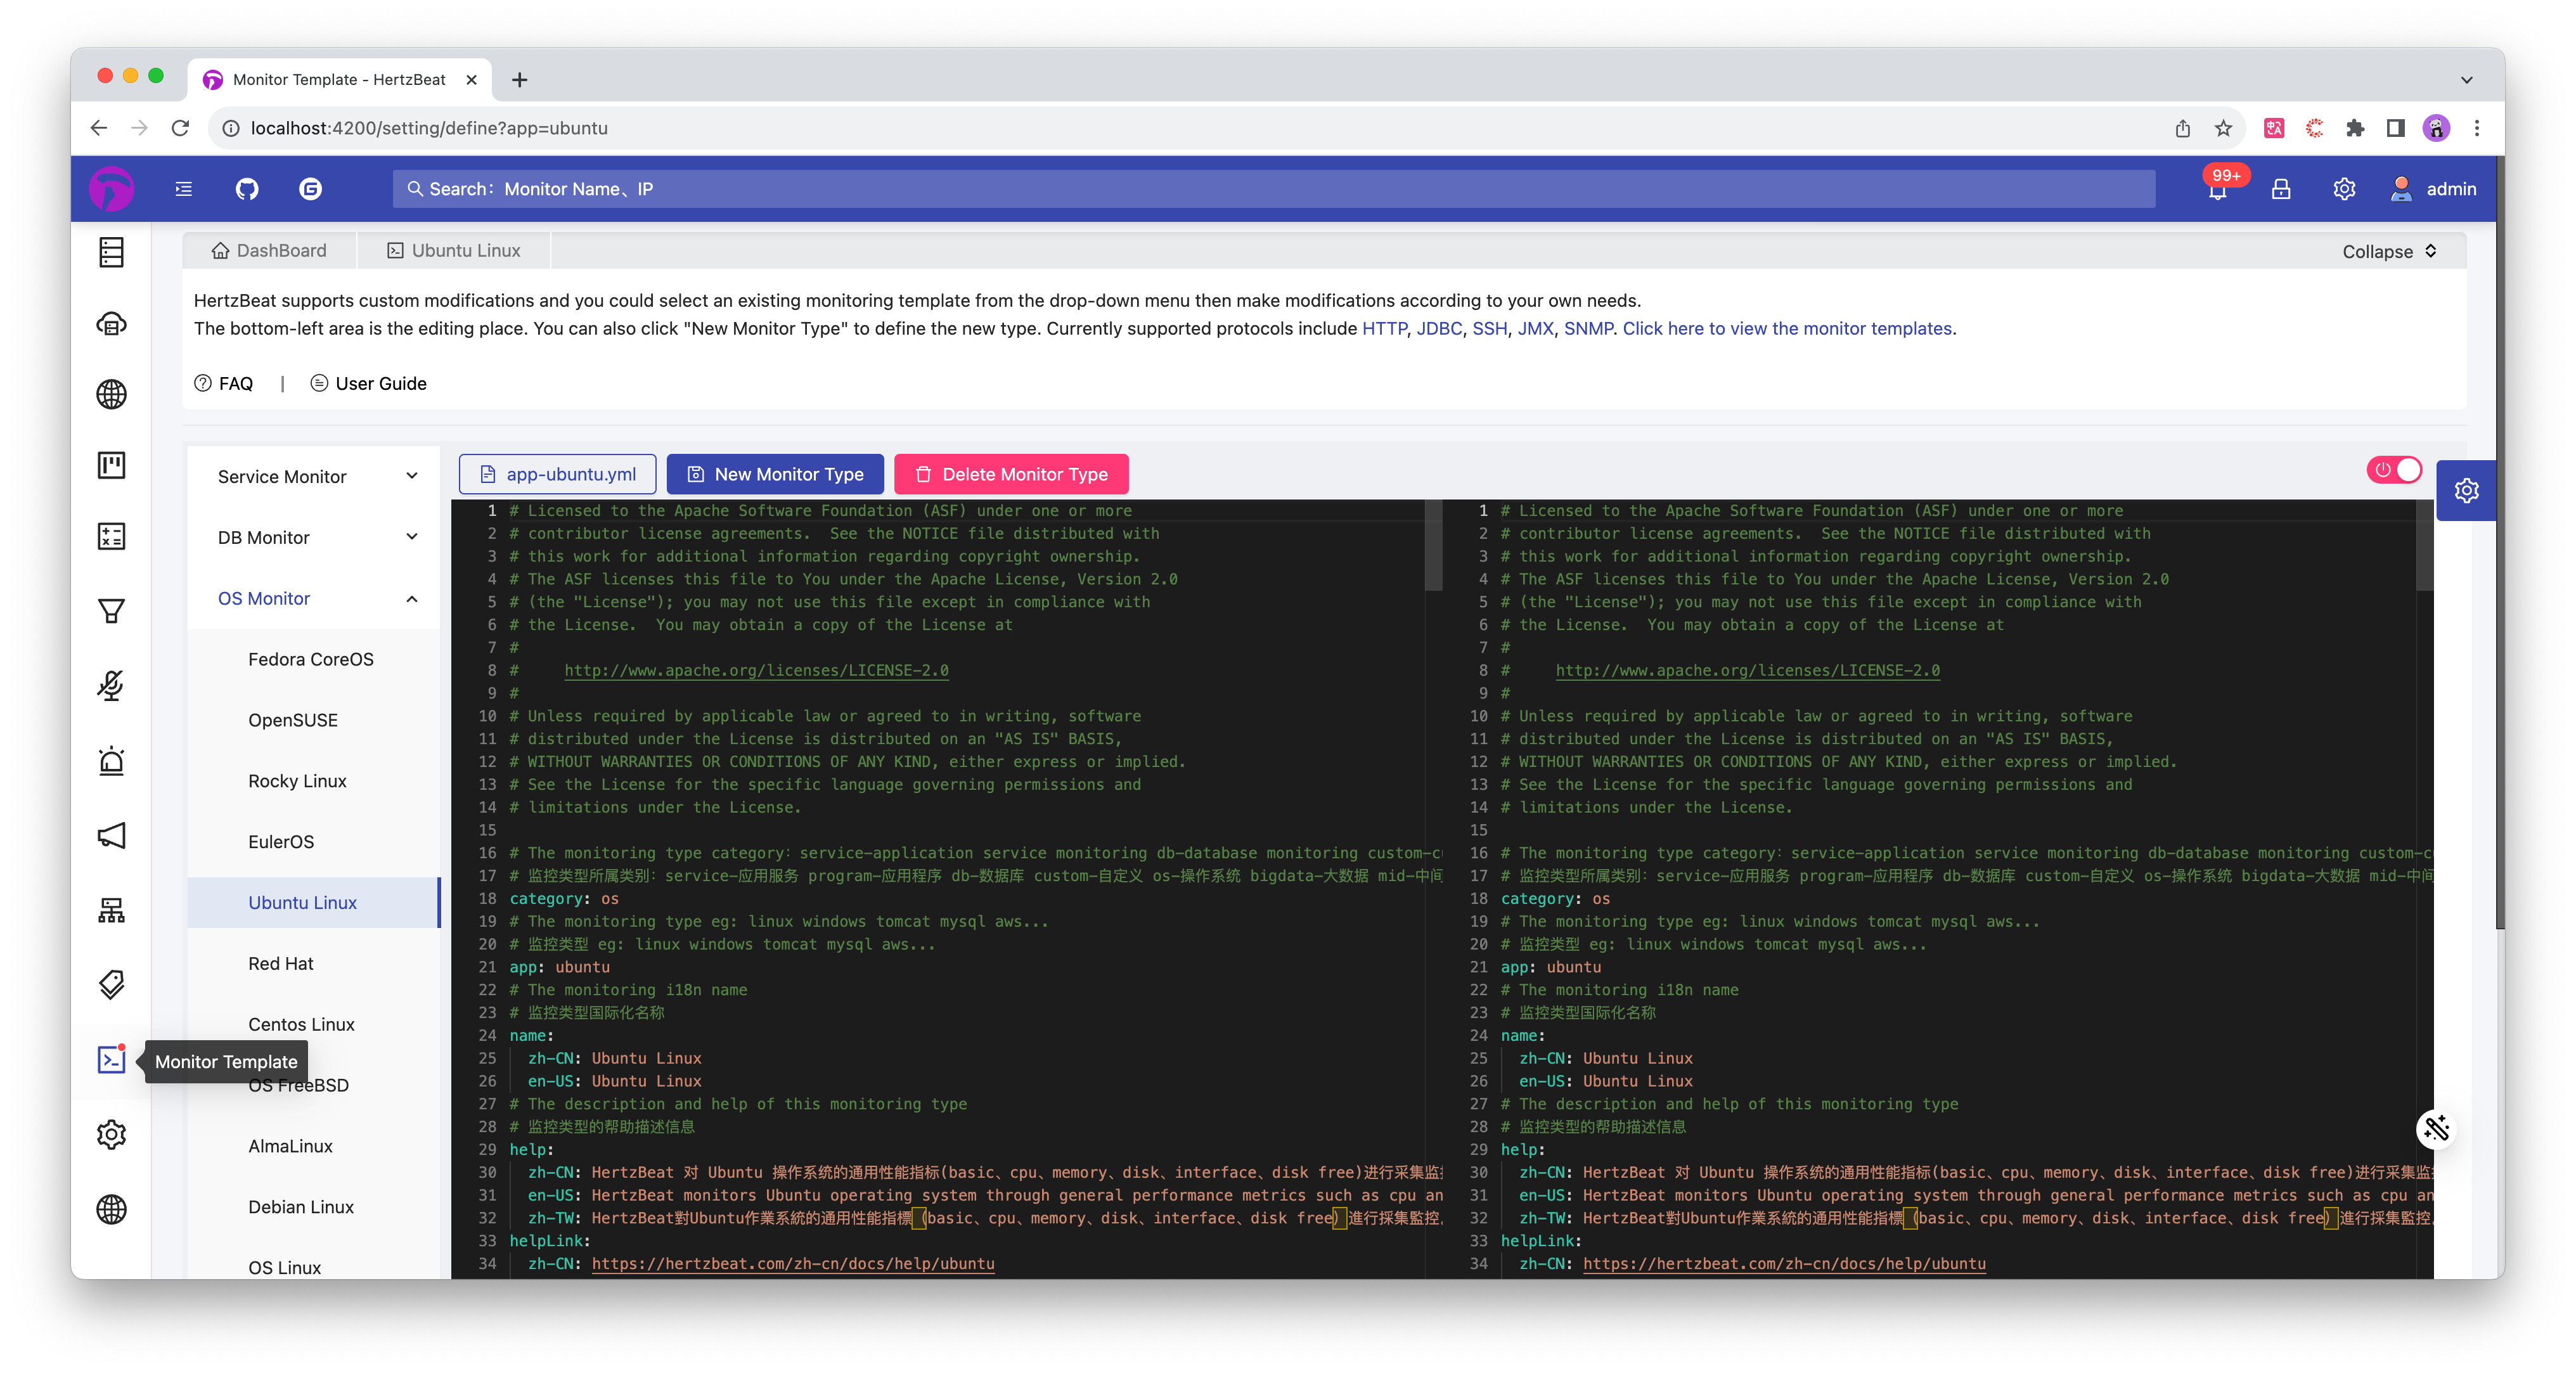 Monitor Template - HertzBeat
localhost:4200/setting/define?app=ubuntu
Search：Monitor Name、IP
99+
admin
DashBoard
Ubuntu Linux
Collapse
HertzBeat supports custom modifications and you could select an existing monitoring template from the drop-down menu then make modifications according to your own needs.
The bottom-left area is the editing place. You can also click "New Monitor Type" to define the new type. Currently supported protocols include HTTP, JDBC, SSH, JMX, SNMP. Click here to view the monitor templates.
FAQ | User Guide
Service Monitor
DB Monitor
OS Monitor
Fedora CoreOS
OpenSUSE
Rocky Linux
EulerOS
Ubuntu Linux
Red Hat
Centos Linux
Monitor Template
OS FreeBSD
AlmaLinux
Debian Linux
OS Linux
app-ubuntu.yml
New Monitor Type
Delete Monitor Type
1 # Licensed to the Apache Software Foundation (ASF) under one or more
2 # contributor license agreements.  See the NOTICE file distributed with
3 # this work for additional information regarding copyright ownership.
4 # The ASF licenses this file to You under the Apache License, Version 2.0
5 # (the "License"); you may not use this file except in compliance with
6 # the License.  You may obtain a copy of the License at
7 #
8 #     http://www.apache.org/licenses/LICENSE-2.0
9 #
10 # Unless required by applicable law or agreed to in writing, software
11 # distributed under the License is distributed on an "AS IS" BASIS,
12 # WITHOUT WARRANTIES OR CONDITIONS OF ANY KIND, either express or implied.
13 # See the License for the specific language governing permissions and
14 # limitations under the License.
15
16 # The monitoring type category：service-application service monitoring db-database monitoring custom-c
17 # 监控类型所属类别：service-应用服务 program-应用程序 db-数据库 custom-自定义 os-操作系统 bigdata-大数据 mid-中间
18 category: os
19 # The monitoring type eg: linux windows tomcat mysql aws...
20 # 监控类型 eg: linux windows tomcat mysql aws...
21 app: ubuntu
22 # The monitoring i18n name
23 # 监控类型国际化名称
24 name:
25 zh-CN: Ubuntu Linux
26 en-US: Ubuntu Linux
27 # The description and help of this monitoring type
28 # 监控类型的帮助描述信息
29 help:
30 zh-CN: HertzBeat 对 Ubuntu 操作系统的通用性能指标(basic、cpu、memory、disk、interface、disk free)进行采集监
31 en-US: HertzBeat monitors Ubuntu operating system through general performance metrics such as cpu an
32 zh-TW: HertzBeat對Ubuntu作業系統的通用性能指標（basic、cpu、memory、disk、interface、disk free）進行採集監控
33 helpLink:
34 zh-CN: https://hertzbeat.com/zh-cn/docs/help/ubuntu
1 # Licensed to the Apache Software Foundation (ASF) under one or more
2 # contributor license agreements.  See the NOTICE file distributed with
3 # this work for additional information regarding copyright ownership.
4 # The ASF licenses this file to You under the Apache License, Version 2.0
5 # (the "License"); you may not use this file except in compliance with
6 # the License.  You may obtain a copy of the License at
7 #
8 #     http://www.apache.org/licenses/LICENSE-2.0
9 #
10 # Unless required by applicable law or agreed to in writing, software
11 # distributed under the License is distributed on an "AS IS" BASIS,
12 # WITHOUT WARRANTIES OR CONDITIONS OF ANY KIND, either express or implied.
13 # See the License for the specific language governing permissions and
14 # limitations under the License.
15
16 # The monitoring type category：service-application service monitoring db-database monitoring custom-c
17 # 监控类型所属类别：service-应用服务 program-应用程序 db-数据库 custom-自定义 os-操作系统 bigdata-大数据 mid-中间
18 category: os
19 # The monitoring type eg: linux windows tomcat mysql aws...
20 # 监控类型 eg: linux windows tomcat mysql aws...
21 app: ubuntu
22 # The monitoring i18n name
23 # 监控类型国际化名称
24 name:
25 zh-CN: Ubuntu Linux
26 en-US: Ubuntu Linux
27 # The description and help of this monitoring type
28 # 监控类型的帮助描述信息
29 help:
30 zh-CN: HertzBeat 对 Ubuntu 操作系统的通用性能指标(basic、cpu、memory、disk、interface、disk free)进行采集监
31 en-US: HertzBeat monitors Ubuntu operating system through general performance metrics such as cpu an
32 zh-TW: HertzBeat對Ubuntu作業系統的通用性能指標（basic、cpu、memory、disk、interface、disk free）進行採集監控
33 helpLink:
34 zh-CN: https://hertzbeat.com/zh-cn/docs/help/ubuntu